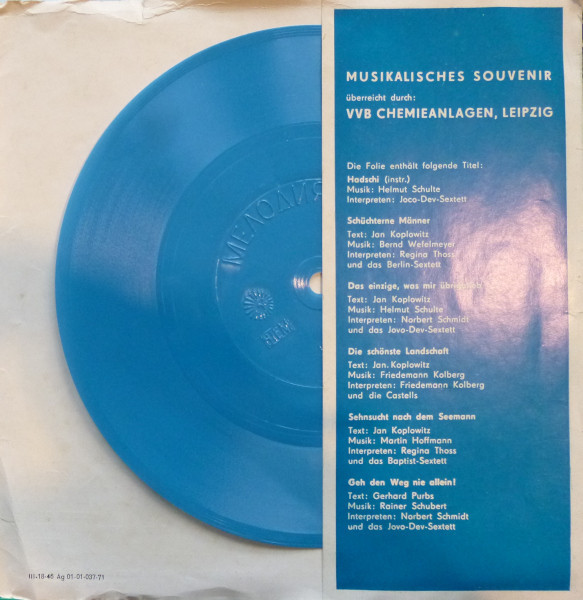 MUSIKALISCHES SOUVENIR
überreicht durch:
VVB CHEMIEANLAGEN, LEIPZIG
Die Folie enthält folgende Titel:
Hadschi (instr.)
Musik: Helmut Schulte
Interpreten: Joco-Dev-Sextett
Schüchterne Männer
Text: Jan Koplowitz
Musik: Bernd Wefelmeyer
Interpreten: Regina Thoss
und das Berlin-Sextett
Das einzige, was mir
Text: Jan Koplowitz
Musik: Helmut Schulte
Interpreten: Norbert Schmidt
und das Jovo-Dev-Sextett
Die schönste Landschaft
Text: Jan. Koplowitz
Musik: Friedemann Kolberg
Interpreten: Friedemann Kolberg
und die Castells
Sehnsucht nach dem Seemann
Text: Jan Koplowitz
Musik: Martin Hoffmann
Interpreten: Regina Thoss
und das Baptist-Sextett
Geh den Weg nie allein!
Text: Gerhard Purbs
Musik: Rainer Schubert
Interpreten: Norbert Schmidt
und das Jovo-Dev-Sextett
МЕЛОДИЯ
III-18-45 Ag 01-01-037-71